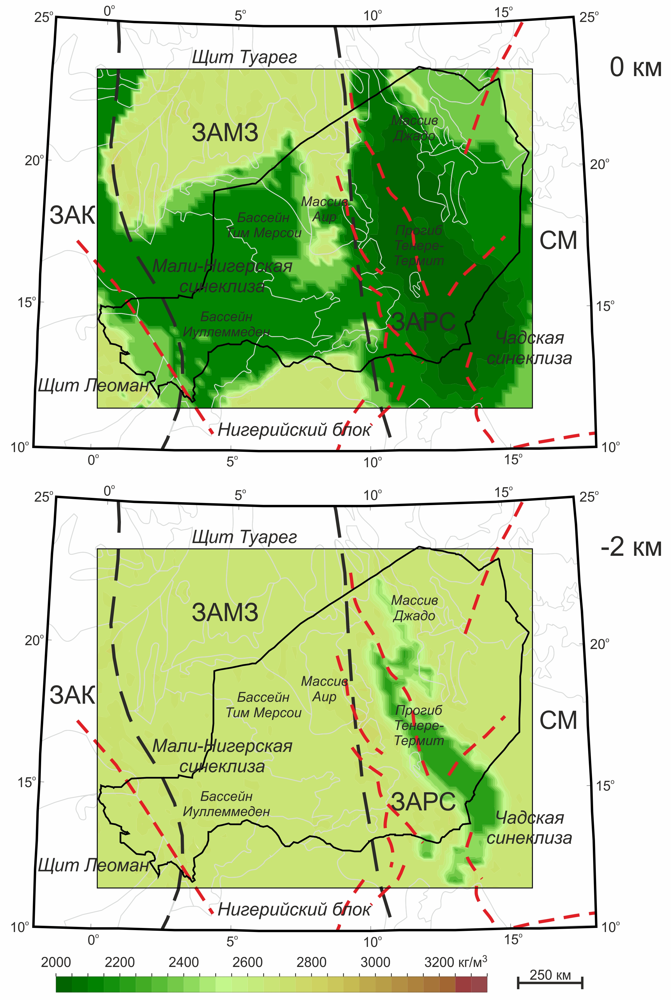 0° 5° 10° 15°
25° 25°
Щит Туарег
0 км
Массив
Джадо
ЗАМЗ
20° 20°
Массив
Аир
ЗАК
Бассейн
Тим Мерсои
Прогиб
Тенере-
Термит
СМ
Мали-Нигерская
синеклиза
15° 15°
Бассейн
Иуллеммеден
ЗАРС
Чадская
синеклиза
Щит Леоман
Нигерийский блок
10° 10°
0° 5° 10° 15°
0° 5° 10° 15°
25° 25°
Щит Туарег
-2 км
Массив
Джадо
ЗАМЗ
20° 20°
Массив
Аир
ЗАК
Бассейн
Тим Мерсои
Прогиб
Тенере-
Термит
СМ
Мали-Нигерская
синеклиза
15° 15°
Бассейн
Иуллеммеден
ЗАРС
Чадская
синеклиза
Щит Леоман
Нигерийский блок
10° 10°
0° 5° 10° 15°
2000 2200 2400 2600 2800 3000 3200 кг/м³
250 км